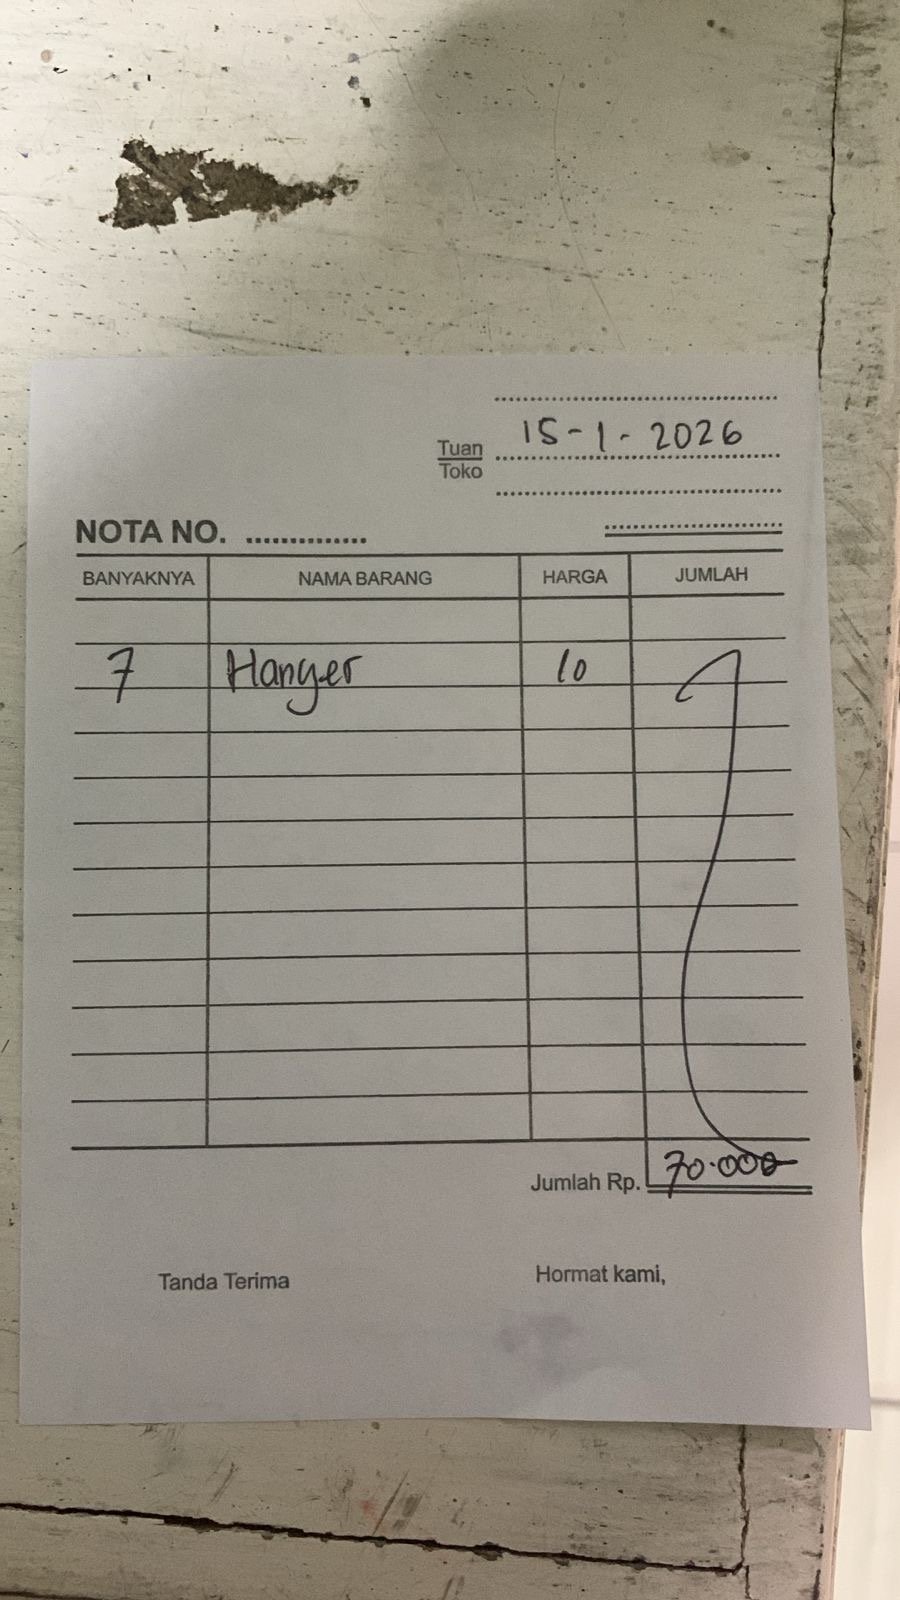 15-1-2026
Tuan
Toko
NOTA NO. ...............
BANYAKNYA NAMA BARANG HARGA JUMLAH
7 Hanger 10
Jumlah Rp. 70.000
Tanda Terima Hormat kami,